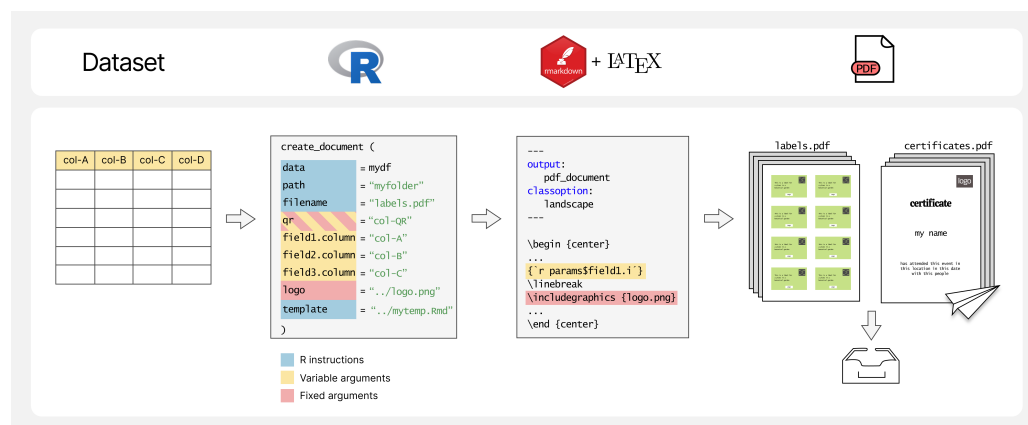 Dataset
R
rmarkdown
+ LATEX
PDF
col-A col-B col-C col-D
create_document (
data = mydf
path = “myfolder”
filename = “labels.pdf”
qr = “col-QR”
field1.column = “col-A”
field2.column = “col-B”
field3.column = “col-C”
logo = “../logo.png”
template = “../mytemp.Rmd”
)
R instructions
Variable arguments
Fixed arguments
---
output:
pdf_document
classoption:
landscape
---
\begin {center}
...
{`r params$field1.i`}
\linebreak
\includegraphics {logo.png}
...
\end {center}
labels.pdf
certificates.pdf
logo
certificate
my name
has attended this event in
this location in this date
with this people